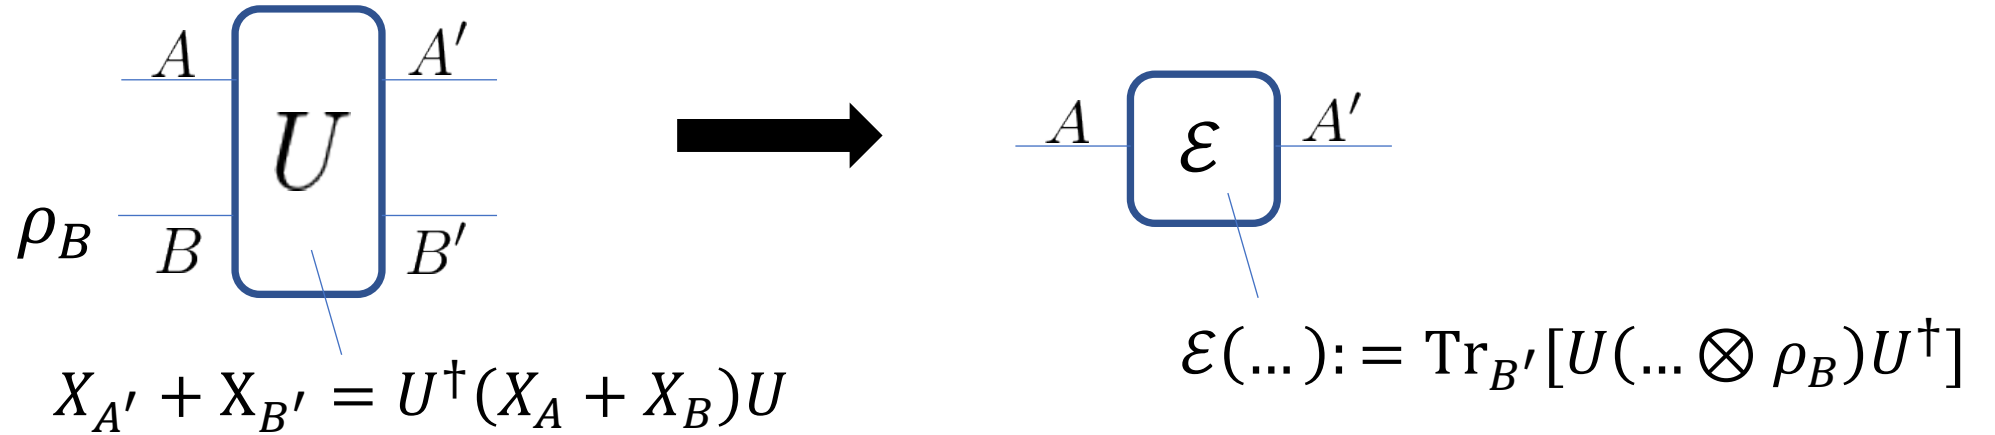 A
A′
U
ρ_B
B
B′
X_{A′} + X_{B′} = U^†(X_A + X_B)U
A
ℰ
A′
ℰ(…) := Tr_{B′}[U(… ⊗ ρ_B)U^†]